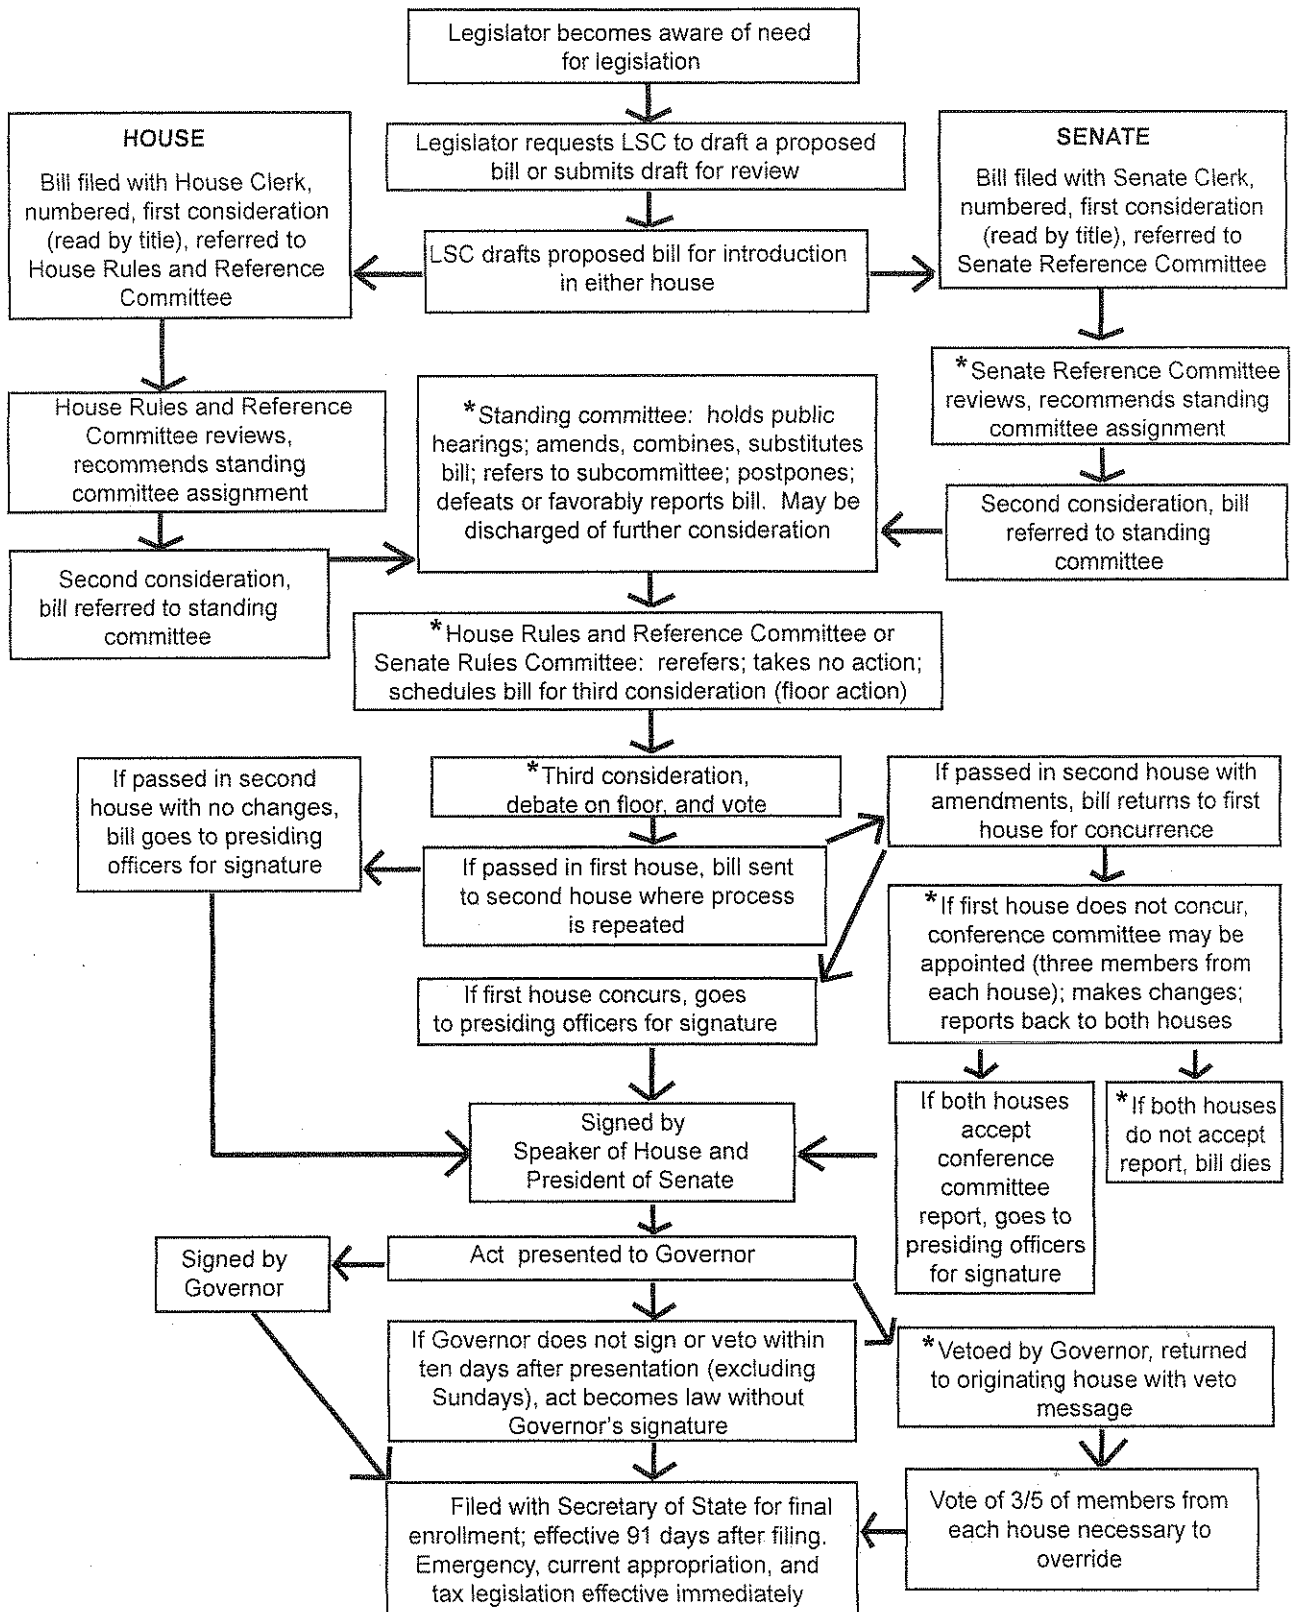 Legislator becomes aware of need
for legislation
Legislator requests LSC to draft a proposed
bill or submits draft for review
LSC drafts proposed bill for introduction
in either house
HOUSE
Bill filed with House Clerk,
numbered, first consideration
(read by title), referred to
House Rules and Reference
Committee
SENATE
Bill filed with Senate Clerk,
numbered, first consideration
(read by title), referred to
Senate Reference Committee
House Rules and Reference
Committee reviews,
recommends standing
committee assignment
*Senate Reference Committee
reviews, recommends standing
committee assignment
Second consideration,
bill referred to standing
committee
Second consideration, bill
referred to standing
committee
*Standing committee: holds public
hearings; amends, combines, substitutes
bill; refers to subcommittee; postpones;
defeats or favorably reports bill. May be
discharged of further consideration
*House Rules and Reference Committee or
Senate Rules Committee: rerefers; takes no action;
schedules bill for third consideration (floor action)
*Third consideration,
debate on floor, and vote
If passed in first house, bill sent
to second house where process
is repeated
If passed in second
house with no changes,
bill goes to presiding
officers for signature
If passed in second house with
amendments, bill returns to first
house for concurrence
*If first house does not concur,
conference committee may be
appointed (three members from
each house); makes changes;
reports back to both houses
If first house concurs, goes
to presiding officers for signature
If both houses
accept
conference
committee
report, goes to
presiding officers
for signature
*If both houses
do not accept
report, bill dies
Signed by
Speaker of House and
President of Senate
Act presented to Governor
Signed by
Governor
If Governor does not sign or veto within
ten days after presentation (excluding
Sundays), act becomes law without
Governor's signature
*Vetoed by Governor, returned
to originating house with veto
message
Vote of 3/5 of members from
each house necessary to
override
Filed with Secretary of State for final
enrollment; effective 91 days after filing.
Emergency, current appropriation, and
tax legislation effective immediately